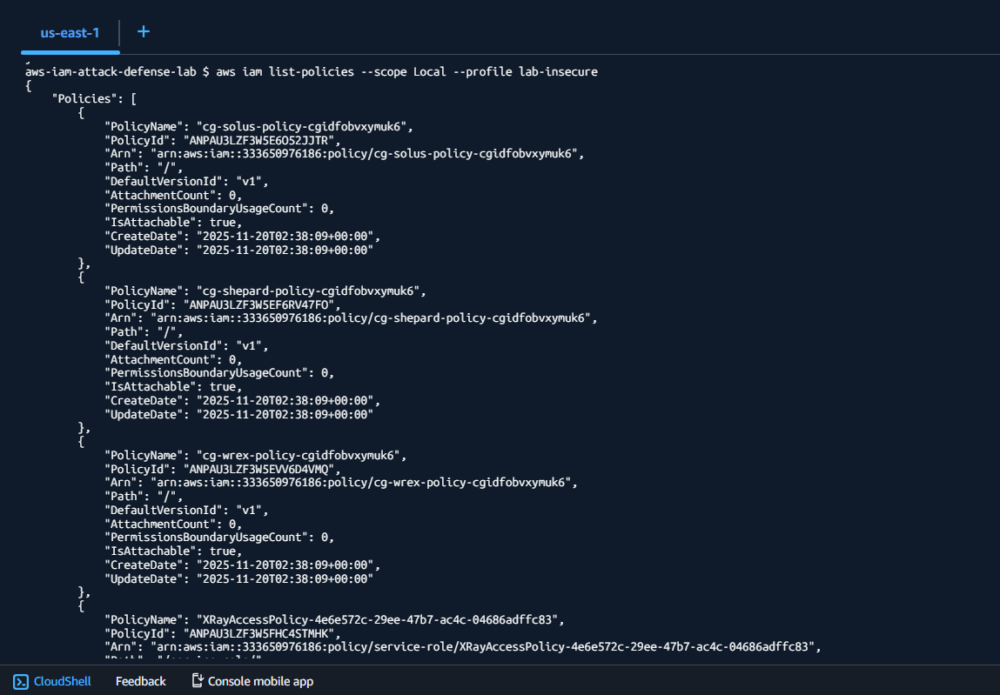 us-east-1
+
aws-iam-attack-defense-lab $ aws iam list-policies --scope Local --profile lab-insecure
{
    "Policies": [
        {
            "PolicyName": "cg-solus-policy-cgidfobvxymuk6",
            "PolicyId": "ANPAU3LZF3W5E6O52JJTR",
            "Arn": "arn:aws:iam::333650976186:policy/cg-solus-policy-cgidfobvxymuk6",
            "Path": "/",
            "DefaultVersionId": "v1",
            "AttachmentCount": 0,
            "PermissionsBoundaryUsageCount": 0,
            "IsAttachable": true,
            "CreateDate": "2025-11-20T02:38:09+00:00",
            "UpdateDate": "2025-11-20T02:38:09+00:00"
        },
        {
            "PolicyName": "cg-shepard-policy-cgidfobvxymuk6",
            "PolicyId": "ANPAU3LZF3W5EF6RV47FO",
            "Arn": "arn:aws:iam::333650976186:policy/cg-shepard-policy-cgidfobvxymuk6",
            "Path": "/",
            "DefaultVersionId": "v1",
            "AttachmentCount": 0,
            "PermissionsBoundaryUsageCount": 0,
            "IsAttachable": true,
            "CreateDate": "2025-11-20T02:38:09+00:00",
            "UpdateDate": "2025-11-20T02:38:09+00:00"
        },
        {
            "PolicyName": "cg-wrex-policy-cgidfobvxymuk6",
            "PolicyId": "ANPAU3LZF3W5EVV6D4VMQ",
            "Arn": "arn:aws:iam::333650976186:policy/cg-wrex-policy-cgidfobvxymuk6",
            "Path": "/",
            "DefaultVersionId": "v1",
            "AttachmentCount": 0,
            "PermissionsBoundaryUsageCount": 0,
            "IsAttachable": true,
            "CreateDate": "2025-11-20T02:38:09+00:00",
            "UpdateDate": "2025-11-20T02:38:09+00:00"
        },
        {
            "PolicyName": "XRayAccessPolicy-4e6e572c-29ee-47b7-ac4c-04686adffc83",
            "PolicyId": "ANPAU3LZF3W5FHC4STMHK",
            "Arn": "arn:aws:iam::333650976186:policy/service-role/XRayAccessPolicy-4e6e572c-29ee-47b7-ac4c-04686adffc83",
CloudShell Feedback Console mobile app